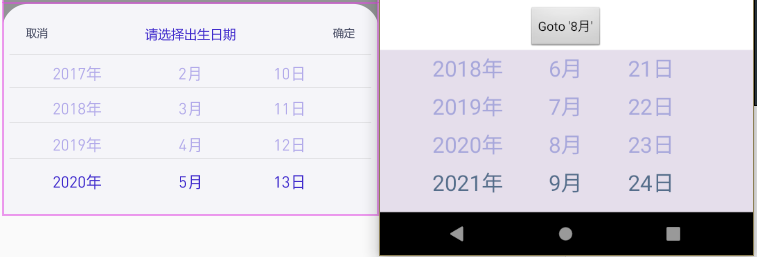 取消 请选择出生日期 确定
2017年 2月 10日
2018年 3月 11日
2019年 4月 12日
2020年 5月 13日
Goto '8月'
2018年 6月 21日
2019年 7月 22日
2020年 8月 23日
2021年 9月 24日